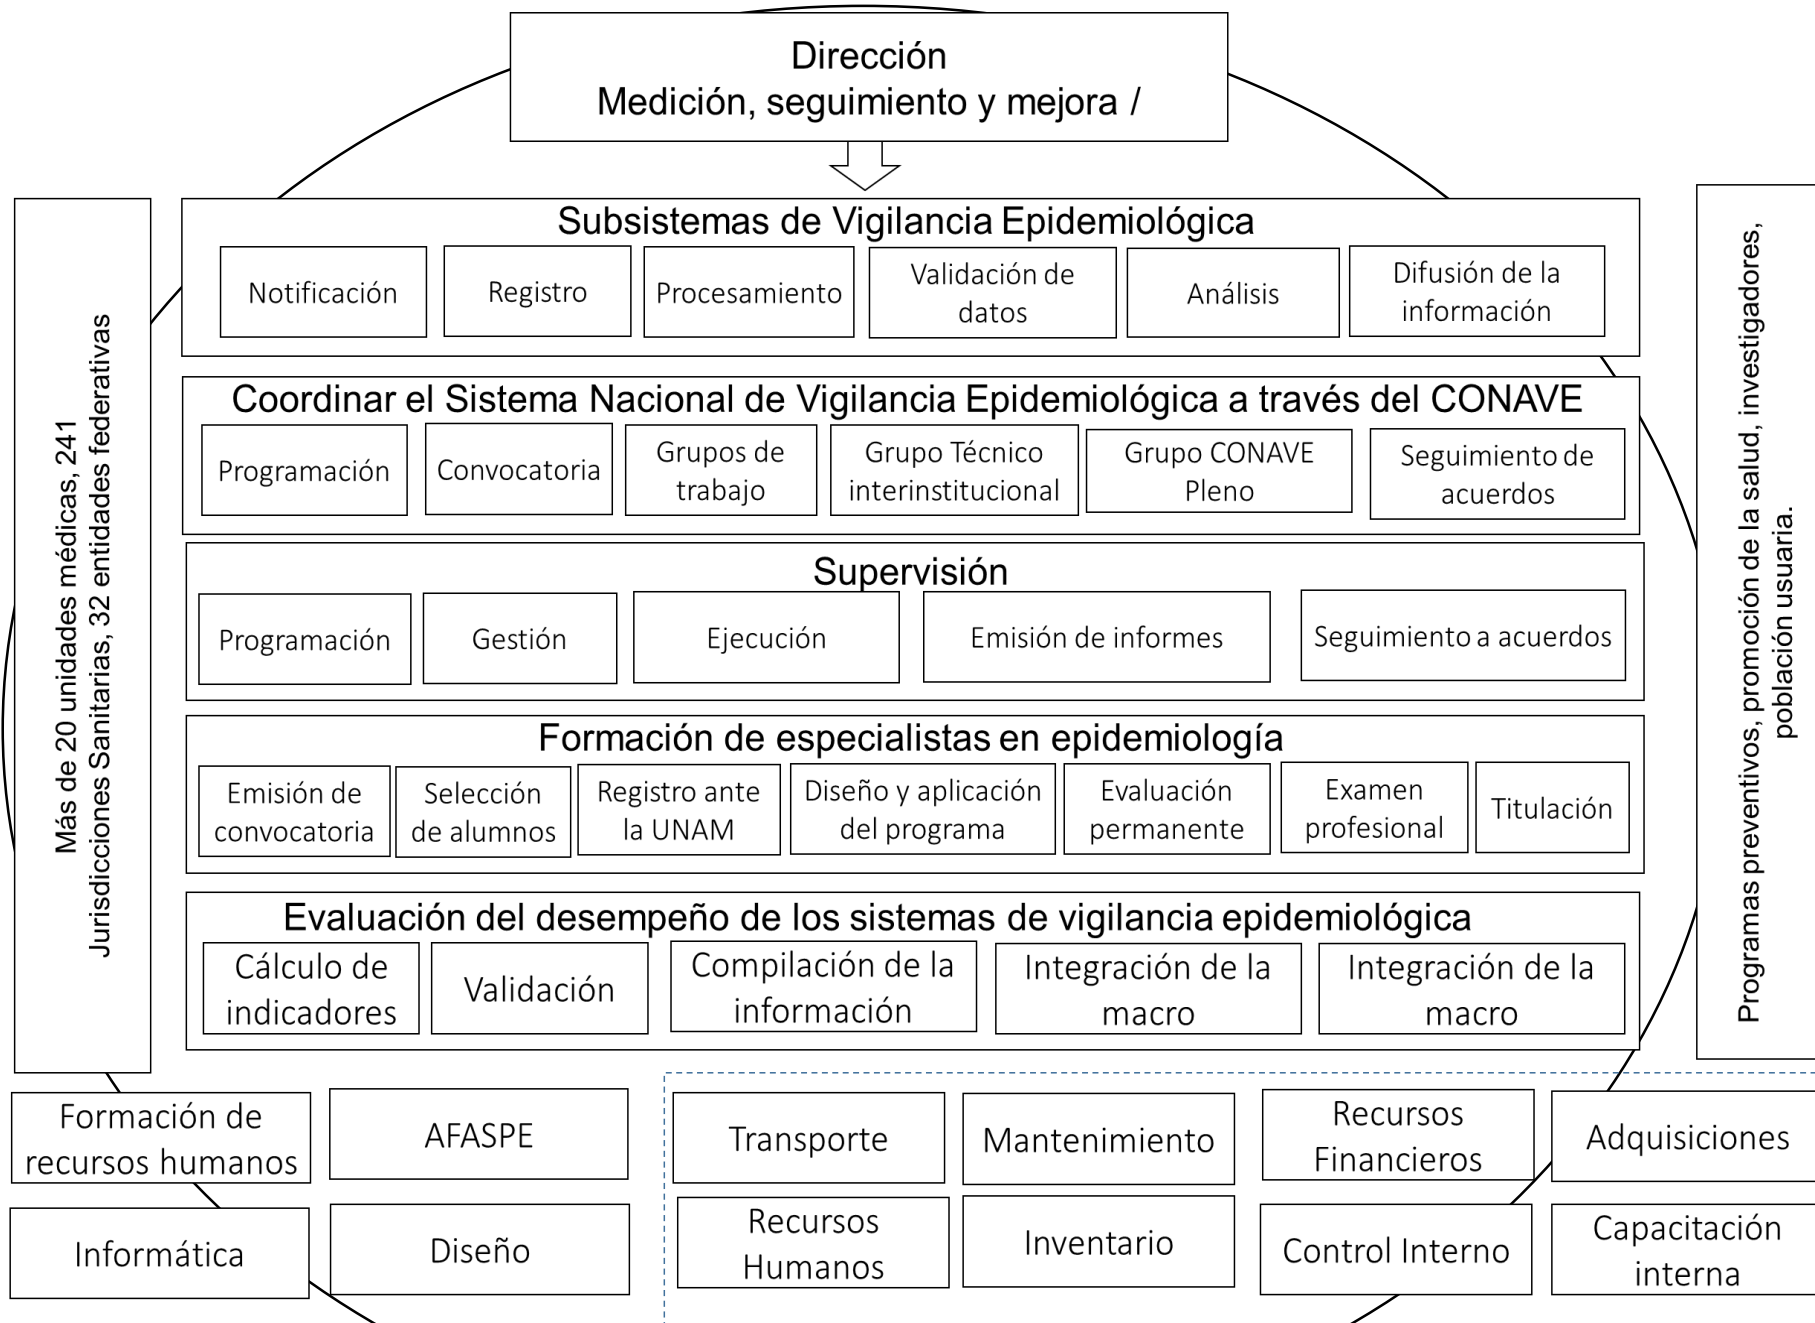 Dirección
Medición, seguimiento y mejora /
Más de 20 unidades médicas, 241
Jurisdicciones Sanitarias, 32 entidades federativas
Subsistemas de Vigilancia Epidemiológica
Notificación
Registro
Procesamiento
Validación de
datos
Análisis
Difusión de la
información
Coordinar el Sistema Nacional de Vigilancia Epidemiológica a través del CONAVE
Programación
Convocatoria
Grupos de
trabajo
Grupo Técnico
interinstitucional
Grupo CONAVE
Pleno
Seguimiento de
acuerdos
Supervisión
Programación
Gestión
Ejecución
Emisión de informes
Seguimiento a acuerdos
Formación de especialistas en epidemiología
Emisión de
convocatoria
Selección
de alumnos
Registro ante
la UNAM
Diseño y aplicación
del programa
Evaluación
permanente
Examen
profesional
Titulación
Evaluación del desempeño de los sistemas de vigilancia epidemiológica
Cálculo de
indicadores
Validación
Compilación de la
información
Integración de la
macro
Integración de la
macro
Programas preventivos, promoción de la salud, investigadores,
población usuaria.
Formación de
recursos humanos
AFASPE
Informática
Diseño
Transporte
Mantenimiento
Recursos
Financieros
Adquisiciones
Recursos
Humanos
Inventario
Control Interno
Capacitación
interna